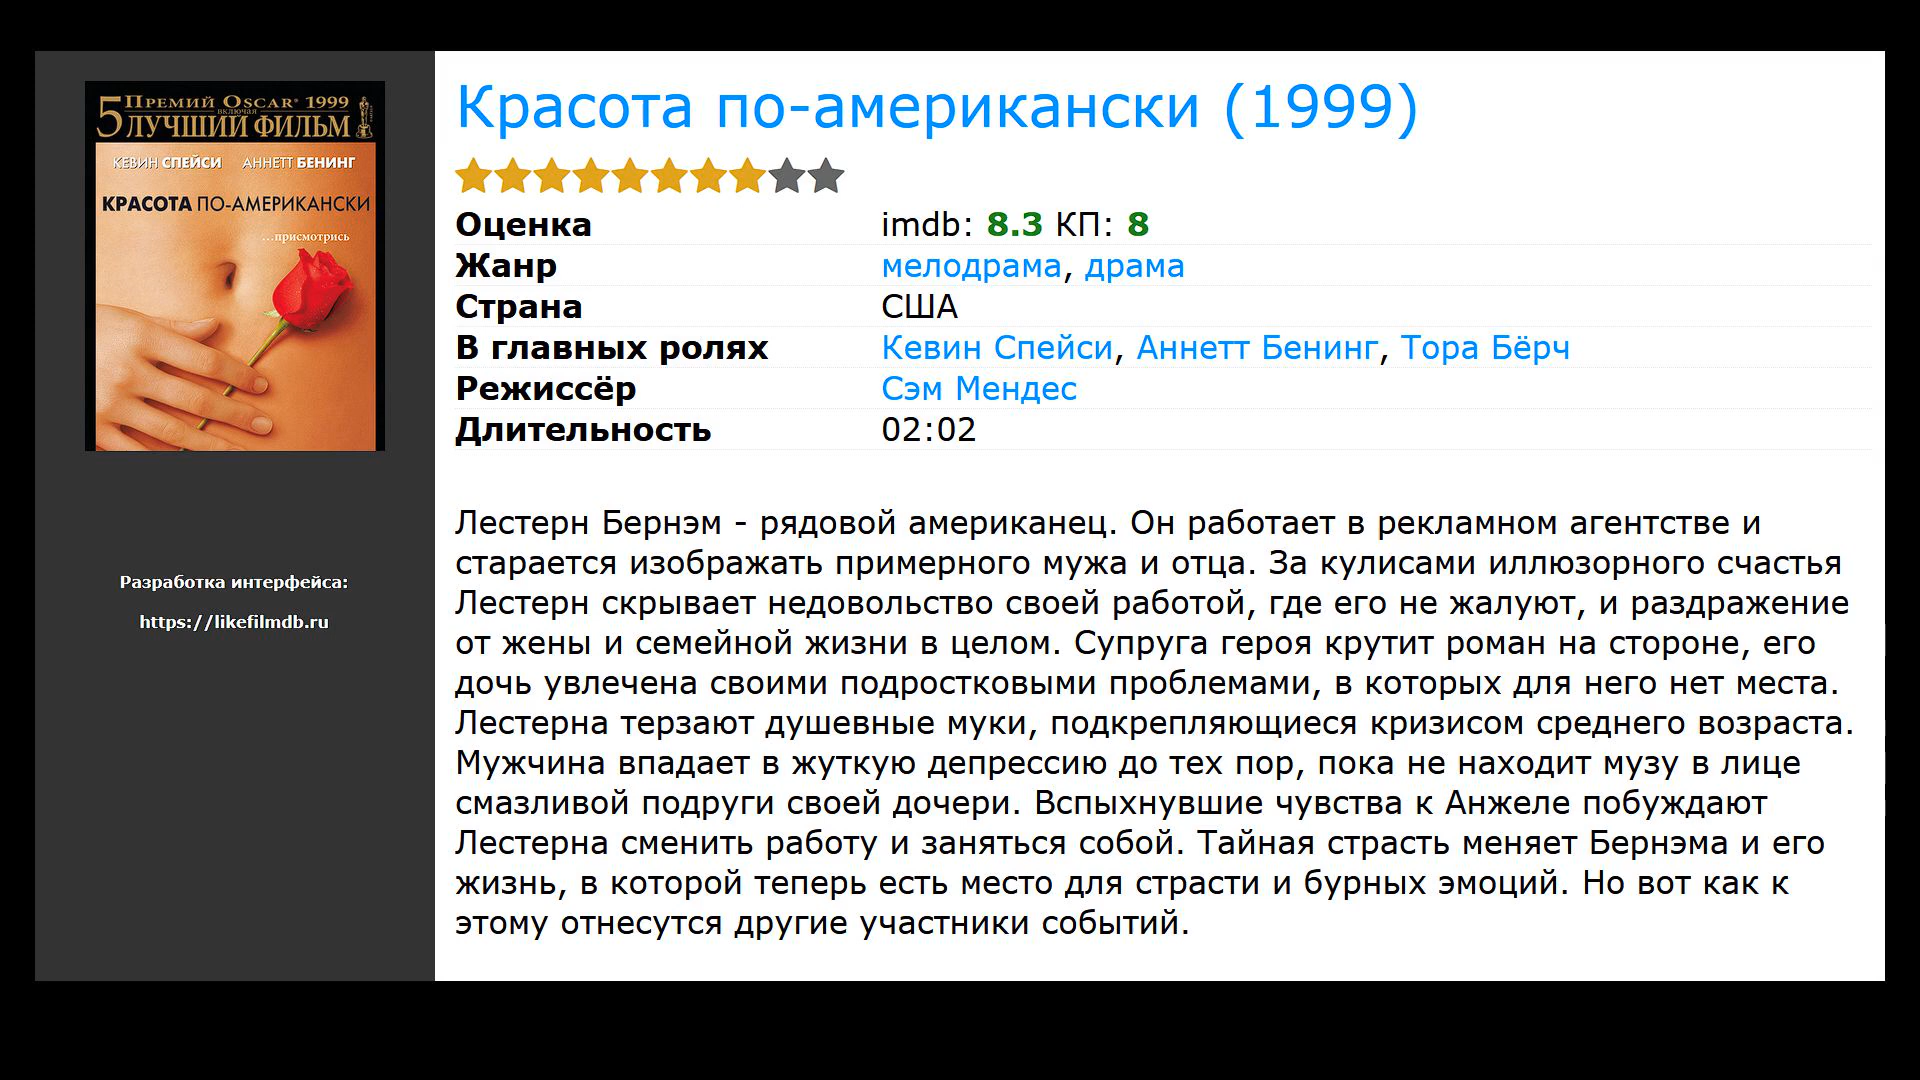 5 ПРЕМИЙ OSCAR® 1999
включая
ЛУЧШИЙ ФИЛЬМ
КЕВИН СПЕЙСИ АННЕТТ БЕНИНГ
КРАСОТА ПО-АМЕРИКАНСКИ
...присмотрись
Разработка интерфейса:
https://likefilmdb.ru
Красота по-американски (1999)
Оценка imdb: 8.3 КП: 8
Жанр мелодрама, драма
Страна США
В главных ролях Кевин Спейси, Аннетт Бенинг, Тора Бёрч
Режиссёр Сэм Мендес
Длительность 02:02
Лестерн Бернэм - рядовой американец. Он работает в рекламном агентстве и
старается изображать примерного мужа и отца. За кулисами иллюзорного счастья
Лестерн скрывает недовольство своей работой, где его не жалуют, и раздражение
от жены и семейной жизни в целом. Супруга героя крутит роман на стороне, его
дочь увлечена своими подростковыми проблемами, в которых для него нет места.
Лестерна терзают душевные муки, подкрепляющиеся кризисом среднего возраста.
Мужчина впадает в жуткую депрессию до тех пор, пока не находит музу в лице
смазливой подруги своей дочери. Вспыхнувшие чувства к Анжеле побуждают
Лестерна сменить работу и заняться собой. Тайная страсть меняет Бернэма и его
жизнь, в которой теперь есть место для страсти и бурных эмоций. Но вот как к
этому отнесутся другие участники событий.